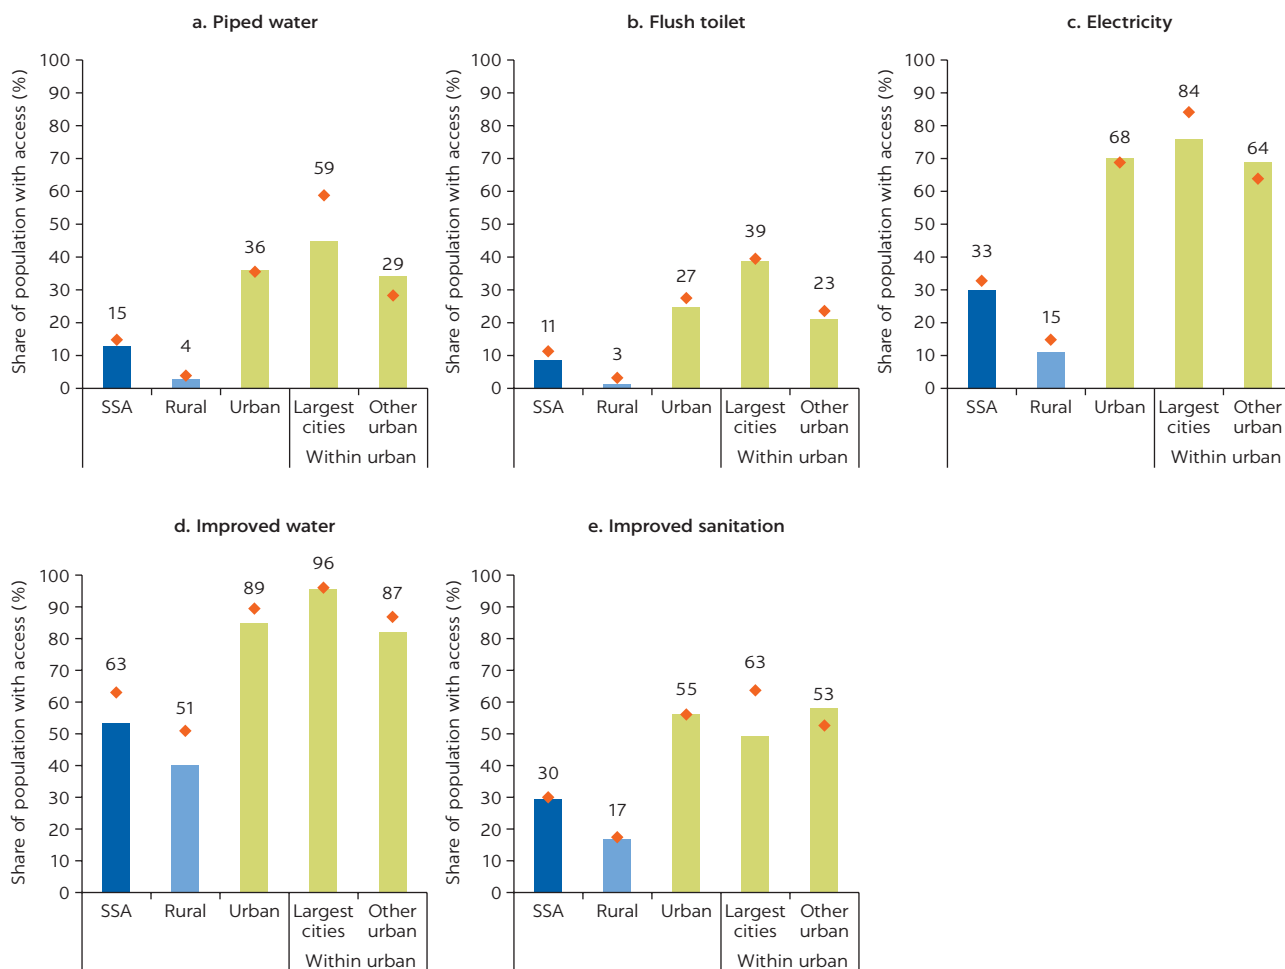 a. Piped water
Share of population with access (%)
100
90
80
70
60
50
40
30
20
10
0
15
4
36
59
29
SSA
Rural
Urban
Largest
cities
Other
urban
Within urban
b. Flush toilet
Share of population with access (%)
100
90
80
70
60
50
40
30
20
10
0
11
3
27
39
23
SSA
Rural
Urban
Largest
cities
Other
urban
Within urban
c. Electricity
Share of population with access (%)
100
90
80
70
60
50
40
30
20
10
0
33
15
68
84
64
SSA
Rural
Urban
Largest
cities
Other
urban
Within urban
d. Improved water
Share of population with access (%)
100
90
80
70
60
50
40
30
20
10
0
63
51
89
96
87
SSA
Rural
Urban
Largest
cities
Other
urban
Within urban
e. Improved sanitation
Share of population with access (%)
100
90
80
70
60
50
40
30
20
10
0
30
17
55
63
53
SSA
Rural
Urban
Largest
cities
Other
urban
Within urban